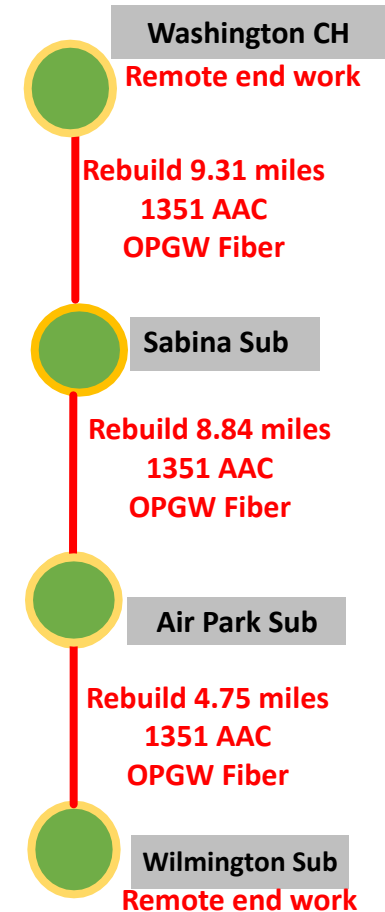 Washington CH
Remote end work
Rebuild 9.31 miles
1351 AAC
OPGW Fiber
Sabina Sub
Rebuild 8.84 miles
1351 AAC
OPGW Fiber
Air Park Sub
Rebuild 4.75 miles
1351 AAC
OPGW Fiber
Wilmington Sub
Remote end work